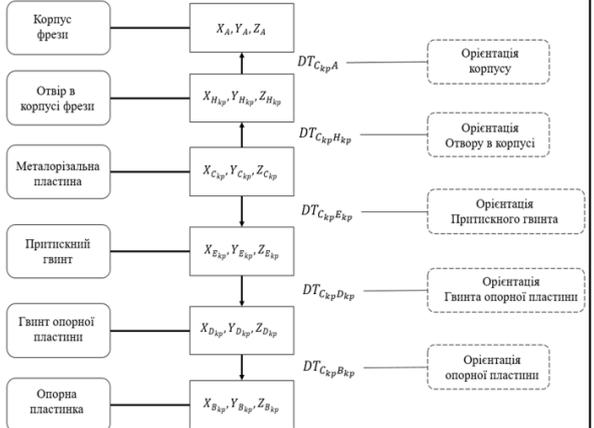 Корпус
фрези
X_A, Y_A, Z_A
DT_{C_{kp}A}
Орієнтація
корпусу
Отвір в
корпусі фрези
X_{H_{kp}}, Y_{H_{kp}}, Z_{H_{kp}}
DT_{C_{kp}H_{kp}}
Орієнтація
Отвору в корпусі
Металорізальна
пластина
X_{C_{kp}}, Y_{C_{kp}}, Z_{C_{kp}}
DT_{C_{kp}E_{kp}}
Орієнтація
Притискного гвинта
Притискний
гвинт
X_{E_{kp}}, Y_{E_{kp}}, Z_{E_{kp}}
DT_{C_{kp}D_{kp}}
Орієнтація
Гвинта опорної пластини
Гвинт опорної
пластини
X_{D_{kp}}, Y_{D_{kp}}, Z_{D_{kp}}
DT_{C_{kp}B_{kp}}
Орієнтація
опорної пластини
Опорна
пластинка
X_{B_{kp}}, Y_{B_{kp}}, Z_{B_{kp}}